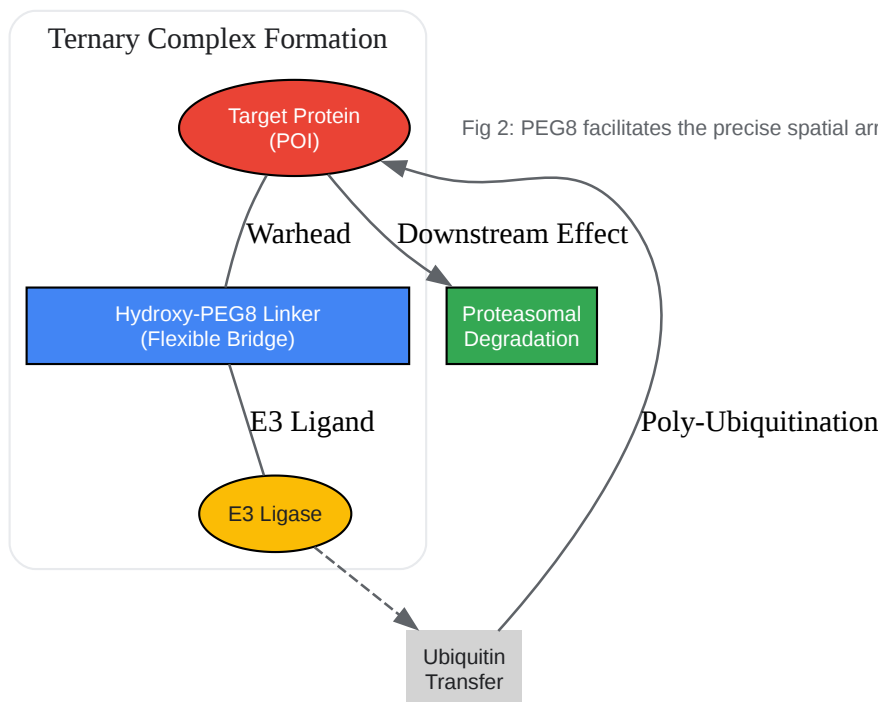 Ternary Complex Formation
Target Protein
(POI)
Fig 2: PEG8 facilitates the precise spatial
Warhead
Downstream Effect
Hydroxy-PEG8 Linker
(Flexible Bridge)
Proteasomal
Degradation
E3 Ligand
Poly-Ubiquitination
E3 Ligase
Ubiquitin
Transfer